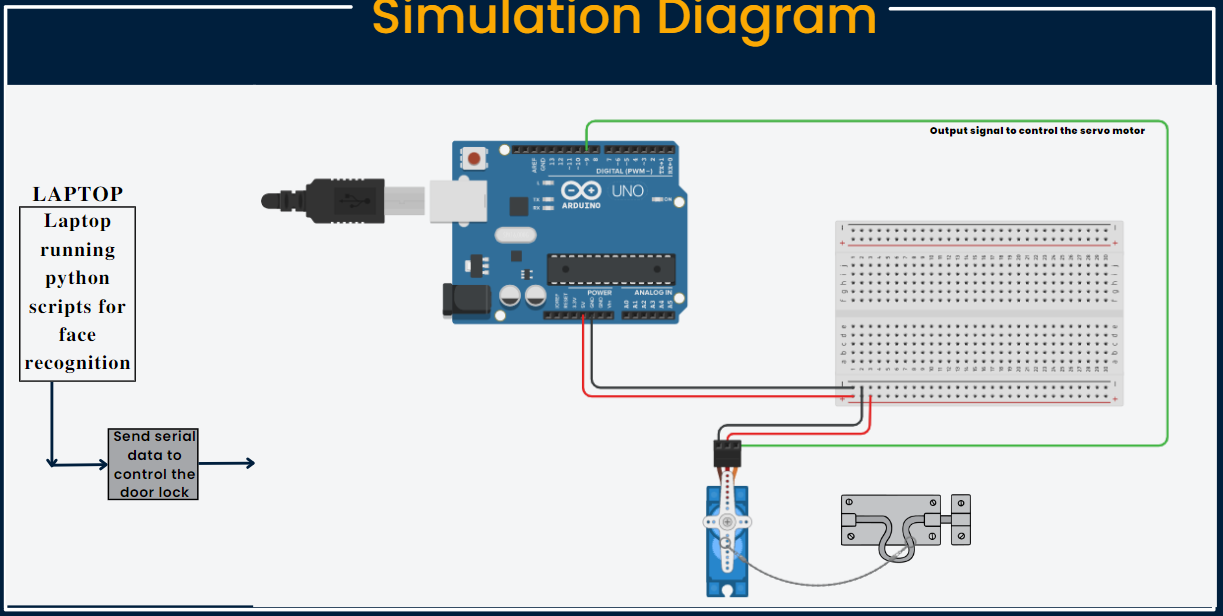 Simulation Diagram
Output signal to control the servo motor
LAPTOP
Laptop
running
python
scripts for
face
recognition
Send serial
data to
control the
door lock
AREF
GND
13
12
~11
~10
~9
8
7
~6
~5
4
~3
2
TX→1
RX←0
DIGITAL (PWM~)
L
TX
RX
UNO
ARDUINO
ON
POWER
ANALOG IN
IOREF
RESET
3.3V
5V
GND
GND
Vin
A0
A1
A2
A3
A4
A5